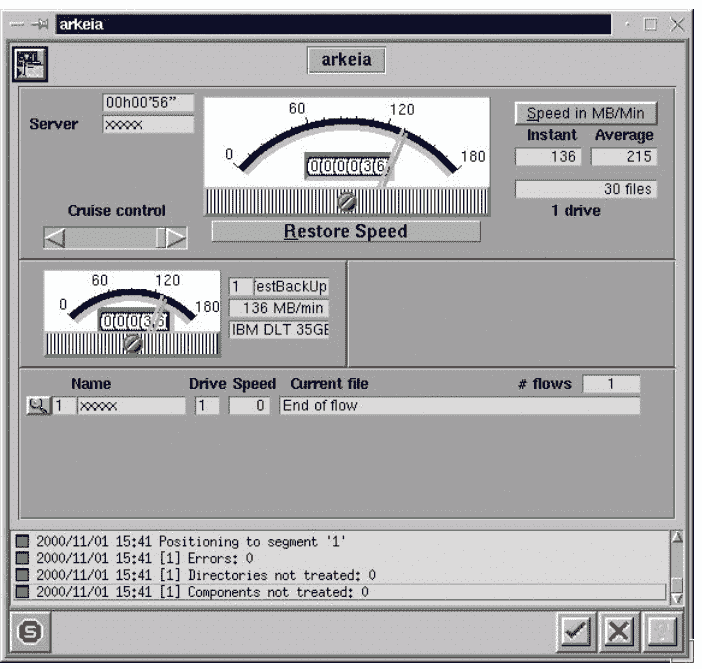 arkeia
arkeia
00h00'56"
Server xxxxx
0 60 120 180
000036
Speed in MB/Min
Instant Average
136 215
30 files
1 drive
Cruise control
Restore Speed
0 60 120 180
00036
1 TestBackUp
136 MB/min
IBM DLT 35GB
Name Drive Speed Current file # flows 1
1 xxxxx 1 0 End of flow
2000/11/01 15:41 Positioning to segment '1'
2000/11/01 15:41 [1] Errors: 0
2000/11/01 15:41 [1] Directories not treated: 0
2000/11/01 15:41 [1] Components not treated: 0
S